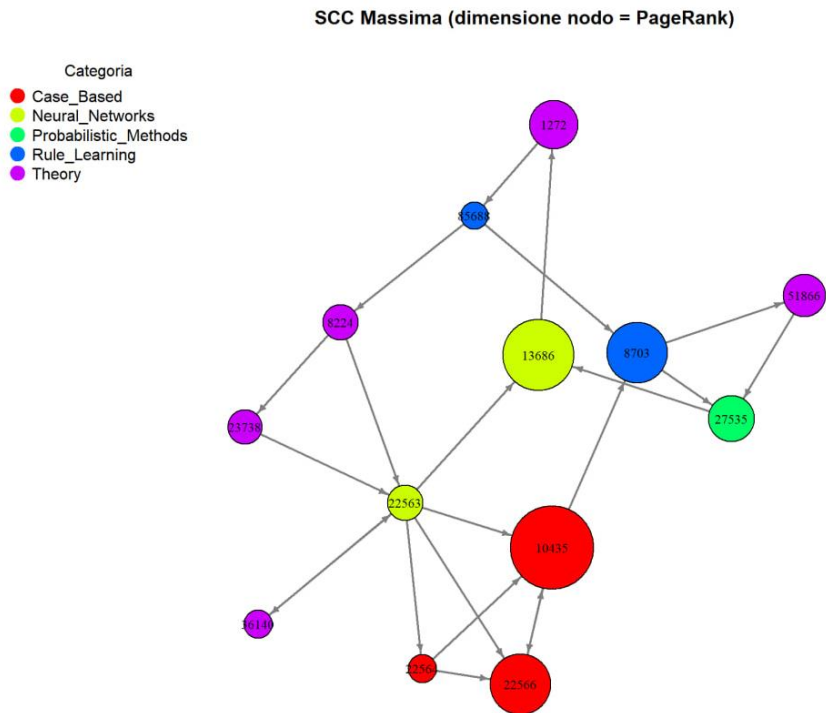 SCC Massima (dimensione nodo = PageRank)
Categoria
Case_Based
Neural_Networks
Probabilistic_Methods
Rule_Learning
Theory
1272
85688
51866
8224
13686
8703
27535
23738
22563
10435
36140
22564
22566